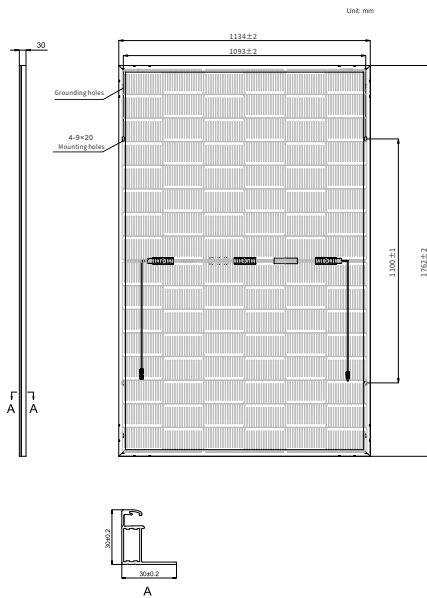 Unit: mm
1134±2
30
1093±2
Grounding holes
4-9×20
Mounting holes
1100±1
1762±2
A
A
30±0.2
30±0.2
A